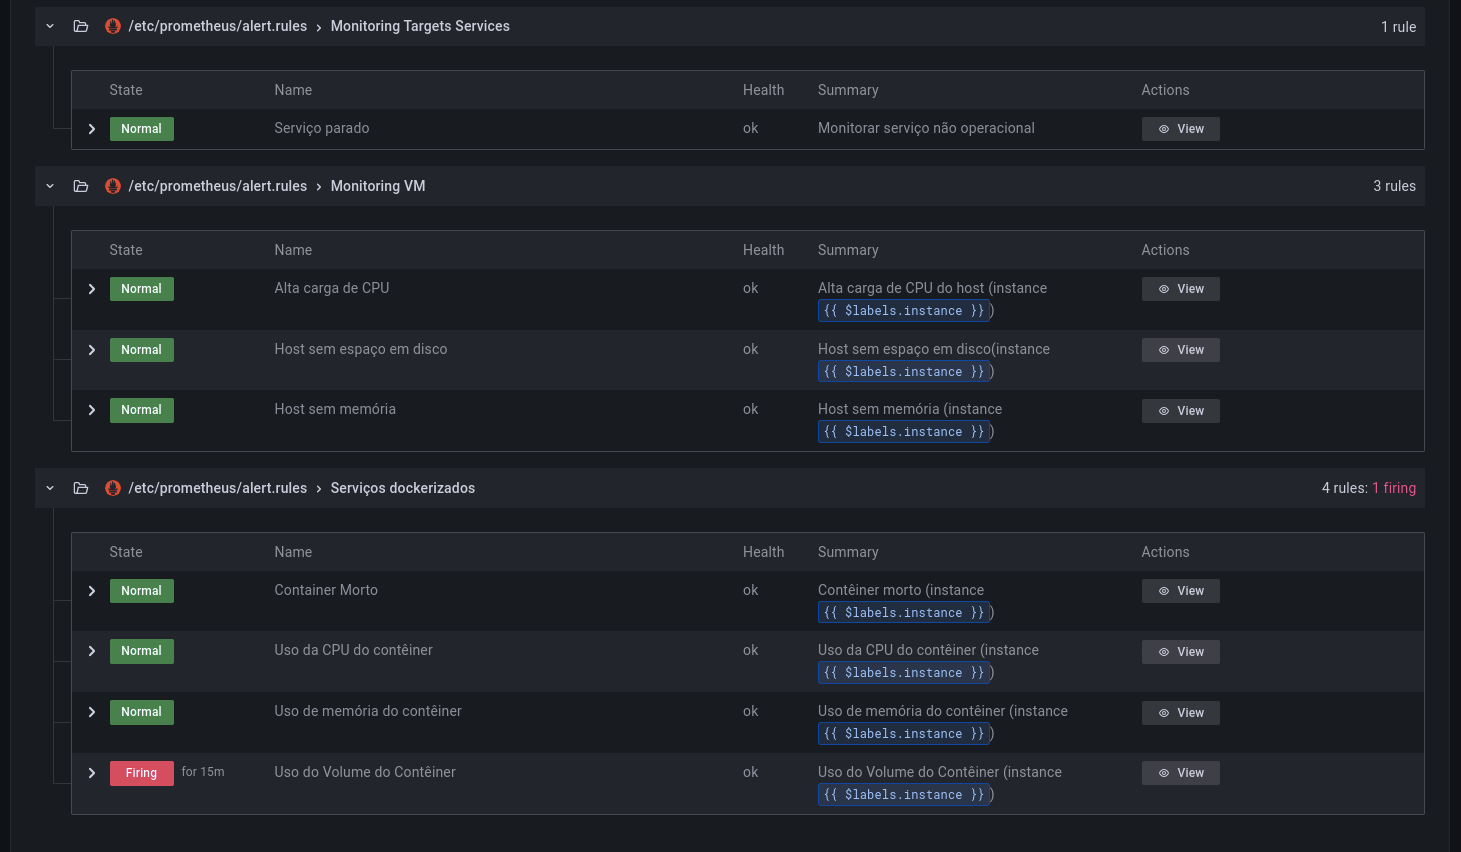 /etc/prometheus/alert.rules › Monitoring Targets Services 1 rule
State Name Health Summary Actions
Normal Serviço parado ok Monitorar serviço não operacional View
/etc/prometheus/alert.rules › Monitoring VM 3 rules
State Name Health Summary Actions
Normal Alta carga de CPU ok Alta carga de CPU do host (instance View
{{ $labels.instance }})
Normal Host sem espaço em disco ok Host sem espaço em disco(instance View
{{ $labels.instance }})
Normal Host sem memória ok Host sem memória (instance View
{{ $labels.instance }})
/etc/prometheus/alert.rules › Serviços dockerizados 4 rules: 1 firing
State Name Health Summary Actions
Normal Container Morto ok Contêiner morto (instance View
{{ $labels.instance }})
Normal Uso da CPU do contêiner ok Uso da CPU do contêiner (instance View
{{ $labels.instance }})
Normal Uso de memória do contêiner ok Uso de memória do contêiner (instance View
{{ $labels.instance }})
Firing for 15m Uso do Volume do Contêiner ok Uso do Volume do Contêiner (instance View
{{ $labels.instance }})